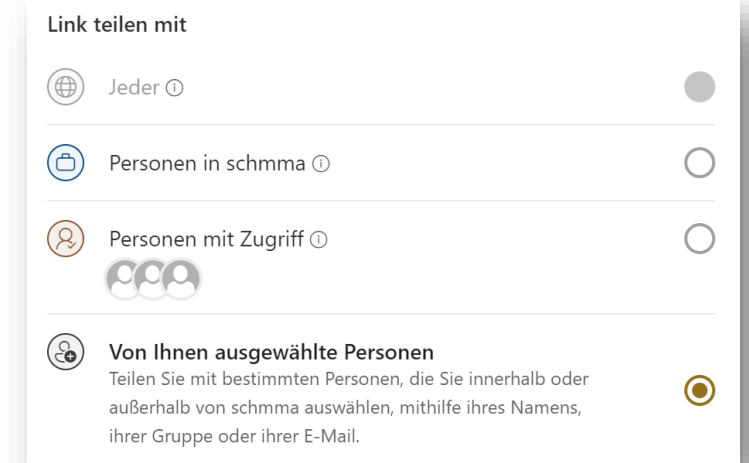 Link teilen mit
Jeder
Personen in schmma
Personen mit Zugriff
Von Ihnen ausgewählte Personen
Teilen Sie mit bestimmten Personen, die Sie innerhalb oder
außerhalb von schmma auswählen, mithilfe ihres Namens,
ihrer Gruppe oder ihrer E-Mail.